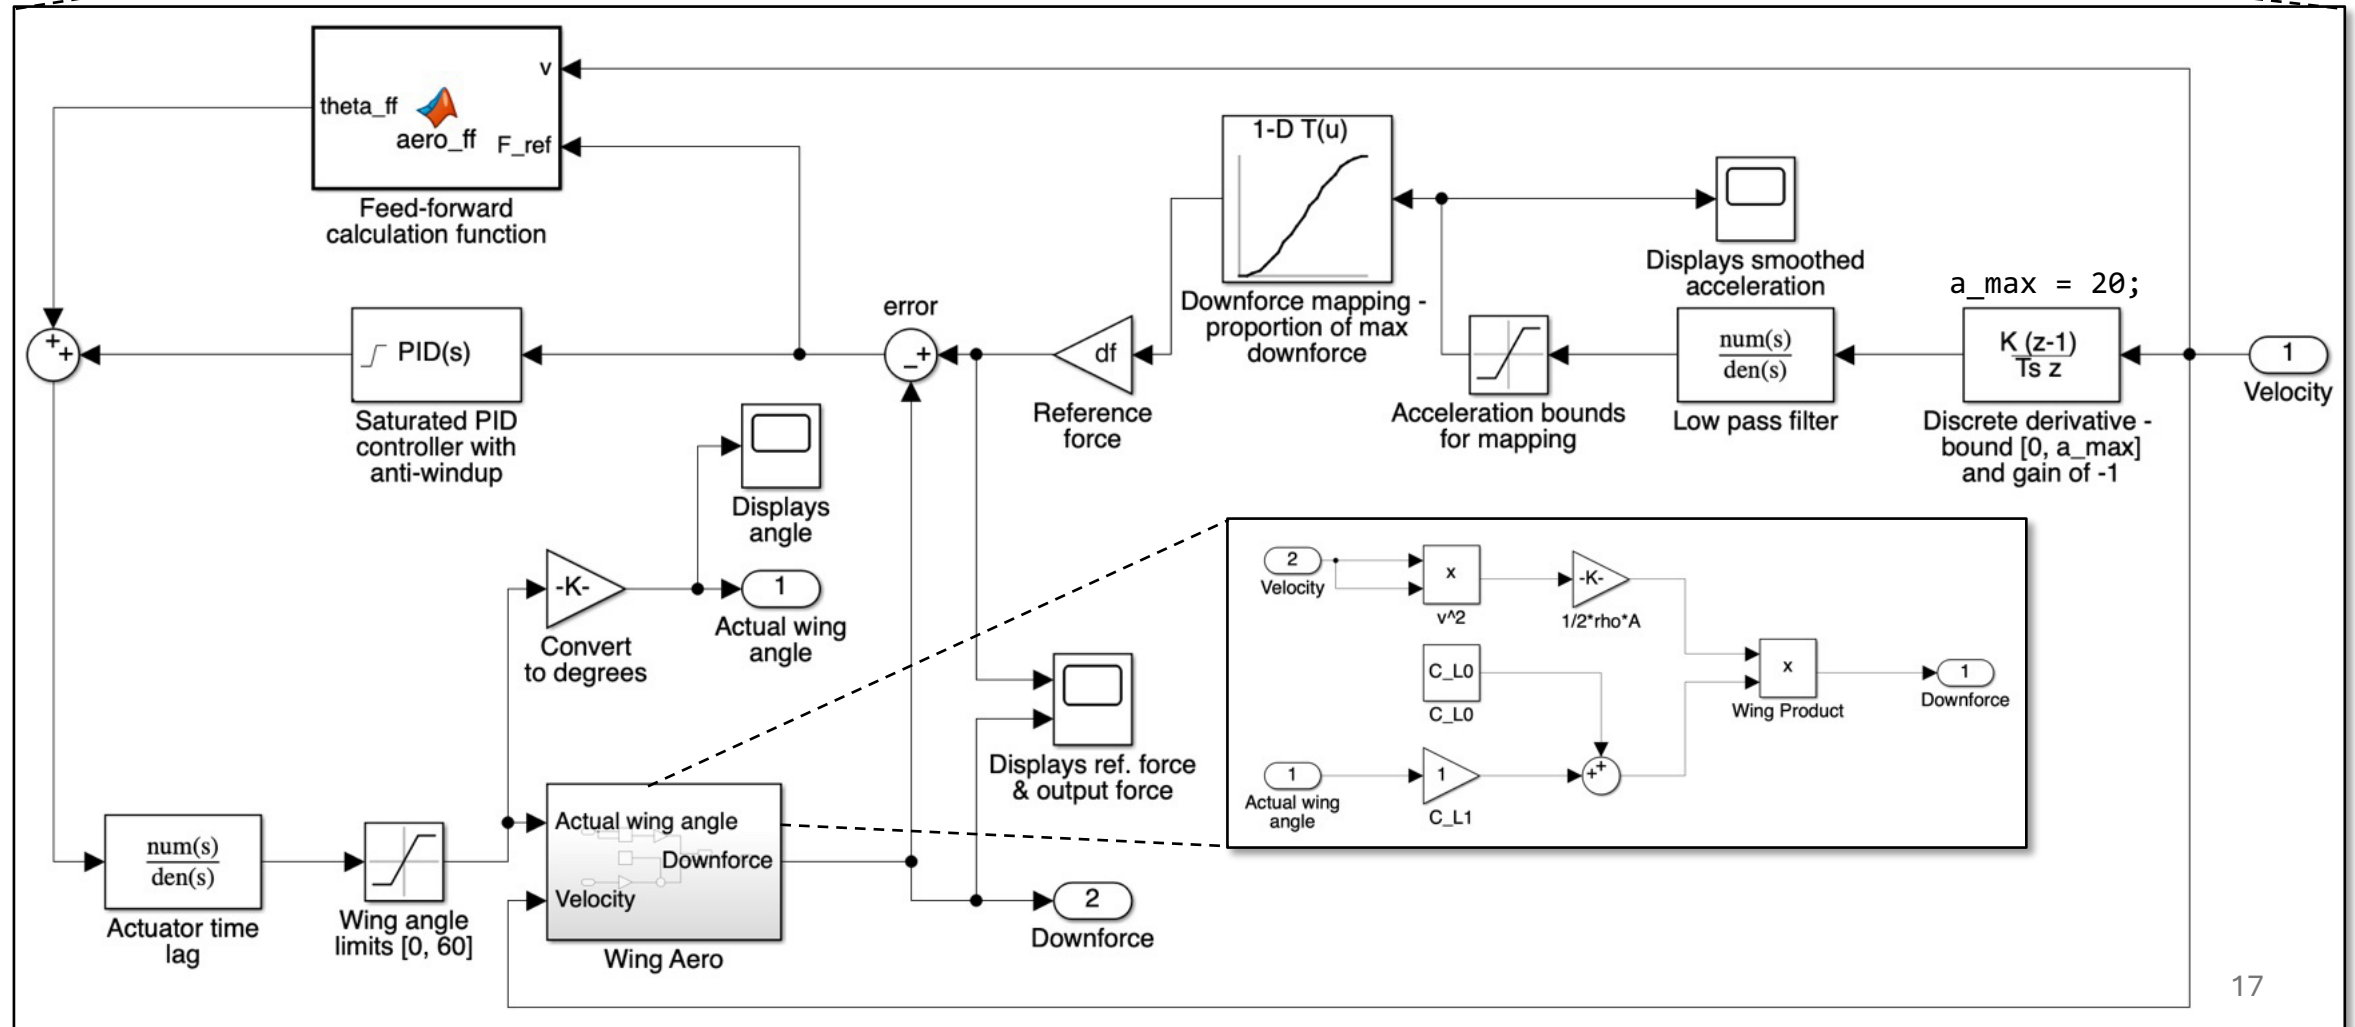 v
theta_ff
aero_ff
F_ref
Feed-forward
calculation function
1-D T(u)
Downforce mapping -
proportion of max
downforce
Displays smoothed
acceleration
a_max = 20;
K (z-1)
Ts z
Discrete derivative -
bound [0, a_max]
and gain of -1
1
Velocity
num(s)
den(s)
Low pass filter
Acceleration bounds
for mapping
df
Reference
force
error
+
−
PID(s)
Saturated PID
controller with
anti-windup
+
+
Displays
angle
-K-
Convert
to degrees
1
Actual wing
angle
Displays ref. force
& output force
num(s)
den(s)
Actuator time
lag
Wing angle
limits [0, 60]
Actual wing angle
Downforce
Velocity
Wing Aero
2
Downforce
2
Velocity
x
v^2
-K-
1/2*rho*A
C_L0
C_L0
x
Wing Product
1
Downforce
1
Actual wing
angle
1
C_L1
+
+
17